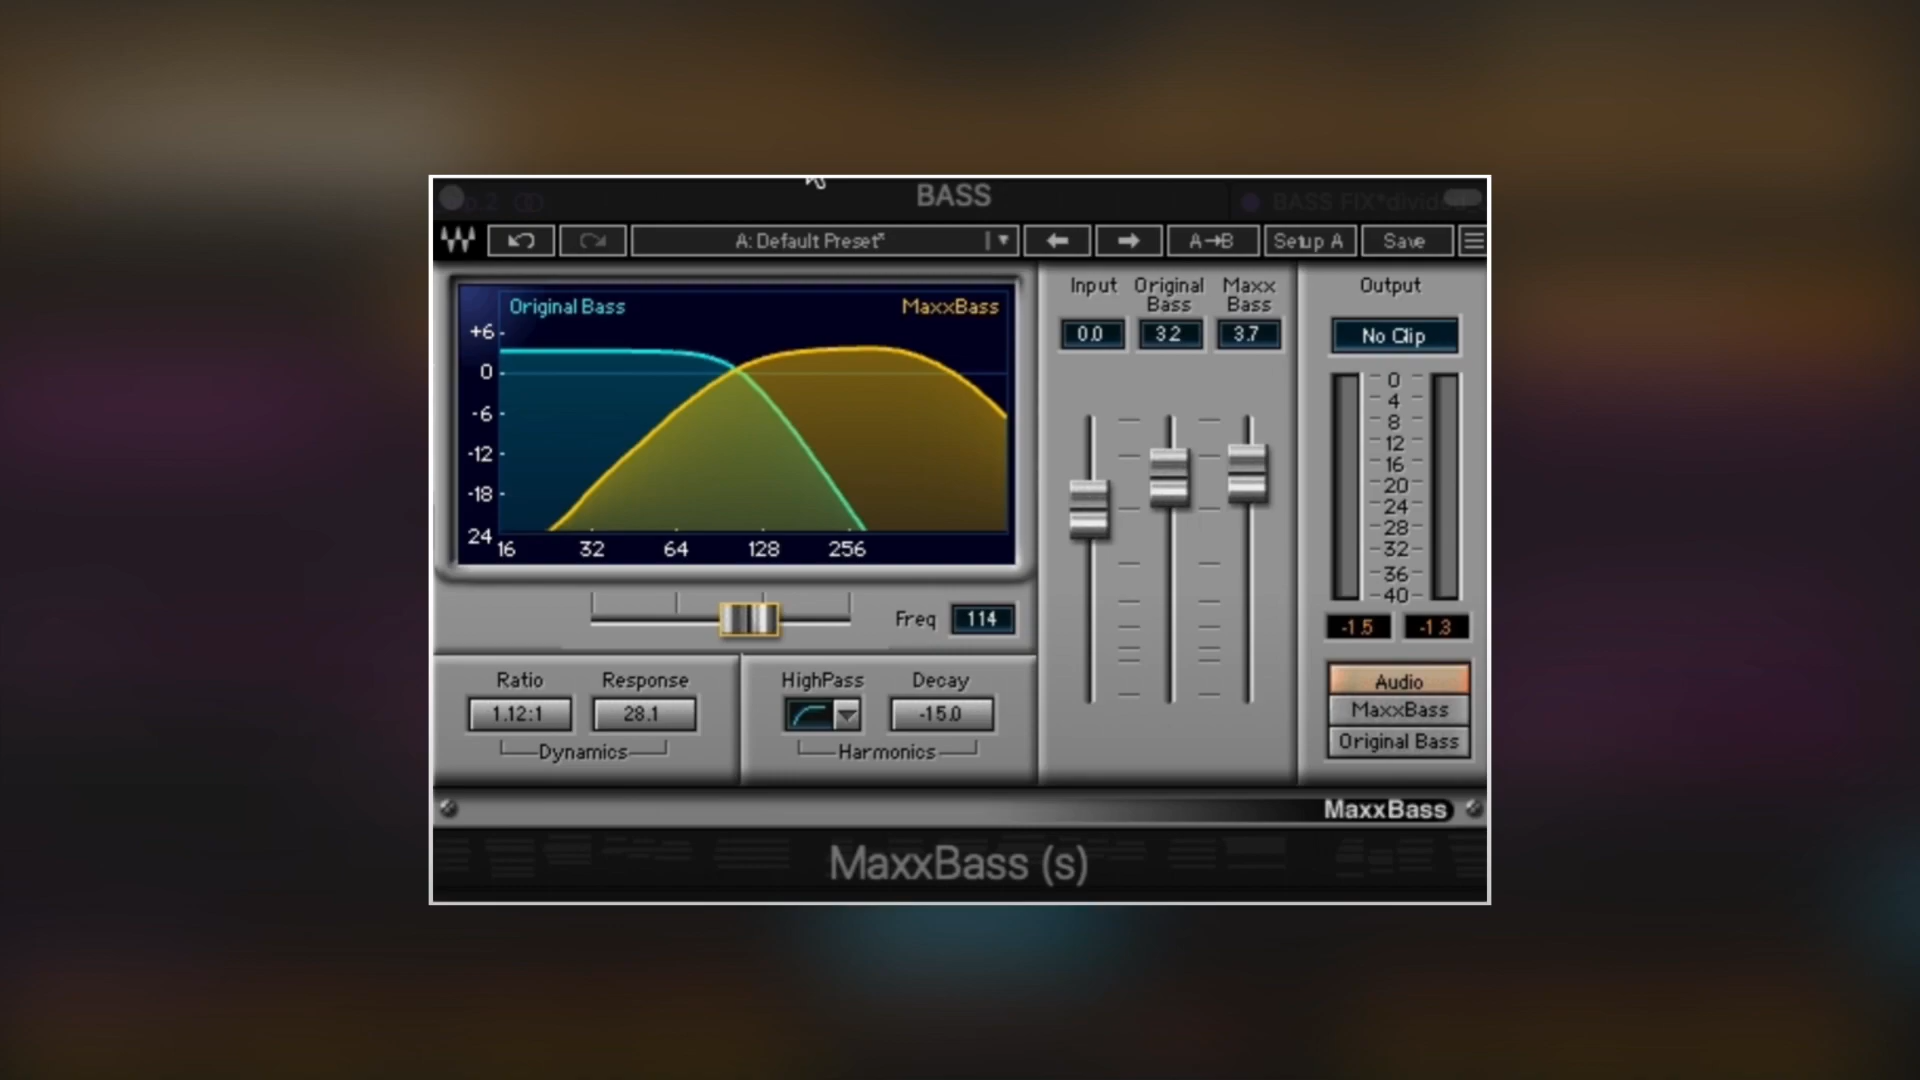 BASS
BASS FIX*divided
A: Default Preset*
A→B
Setup A
Save
Original Bass
MaxxBass
+6
0
-6
-12
-18
24
16
32
64
128
256
Freq
114
Ratio
Response
1.12:1
28.1
Dynamics
HighPass
Decay
-15.0
Harmonics
Input
Original Bass
Maxx Bass
0.0
3.2
3.7
Output
No Clip
0
4
8
12
16
20
24
28
32
36
40
-1.5
-1.3
Audio
MaxxBass
Original Bass
MaxxBass
MaxxBass (s)